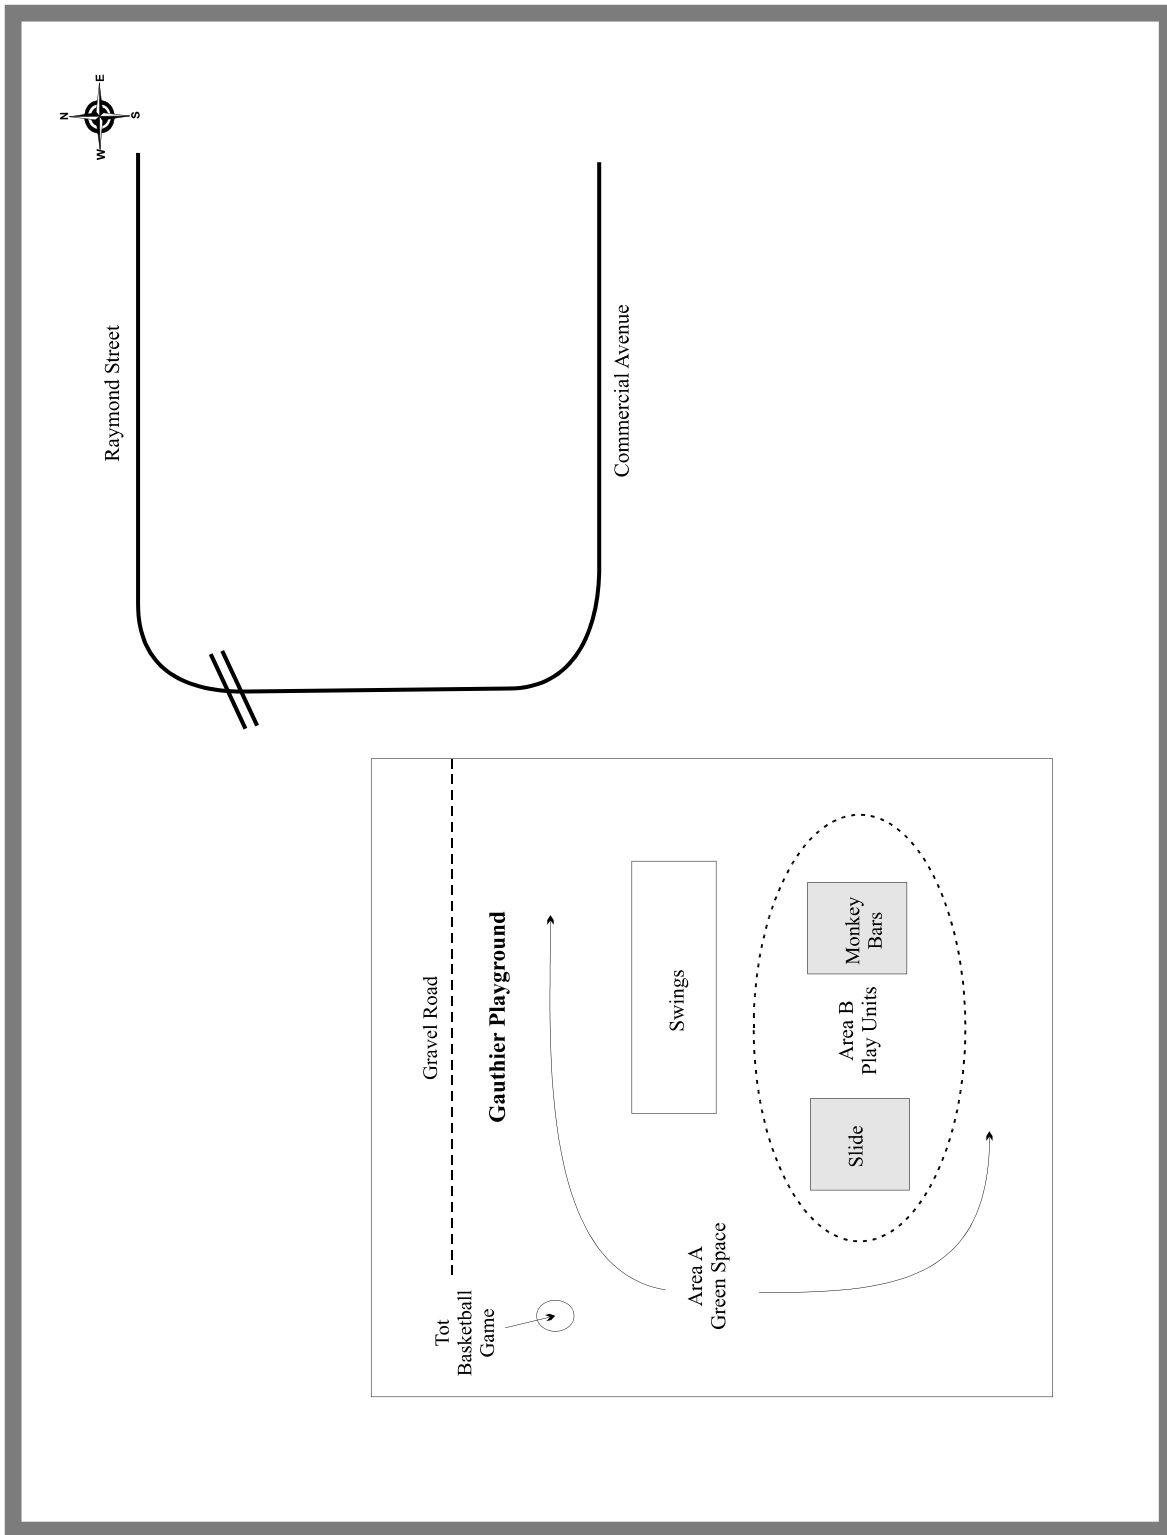 N
E
S
W
Raymond Street
Commercial Avenue
Gravel Road
Gauthier Playground
Tot
Basketball
Game
Swings
Area A
Green Space
Slide
Area B
Play Units
Monkey
Bars